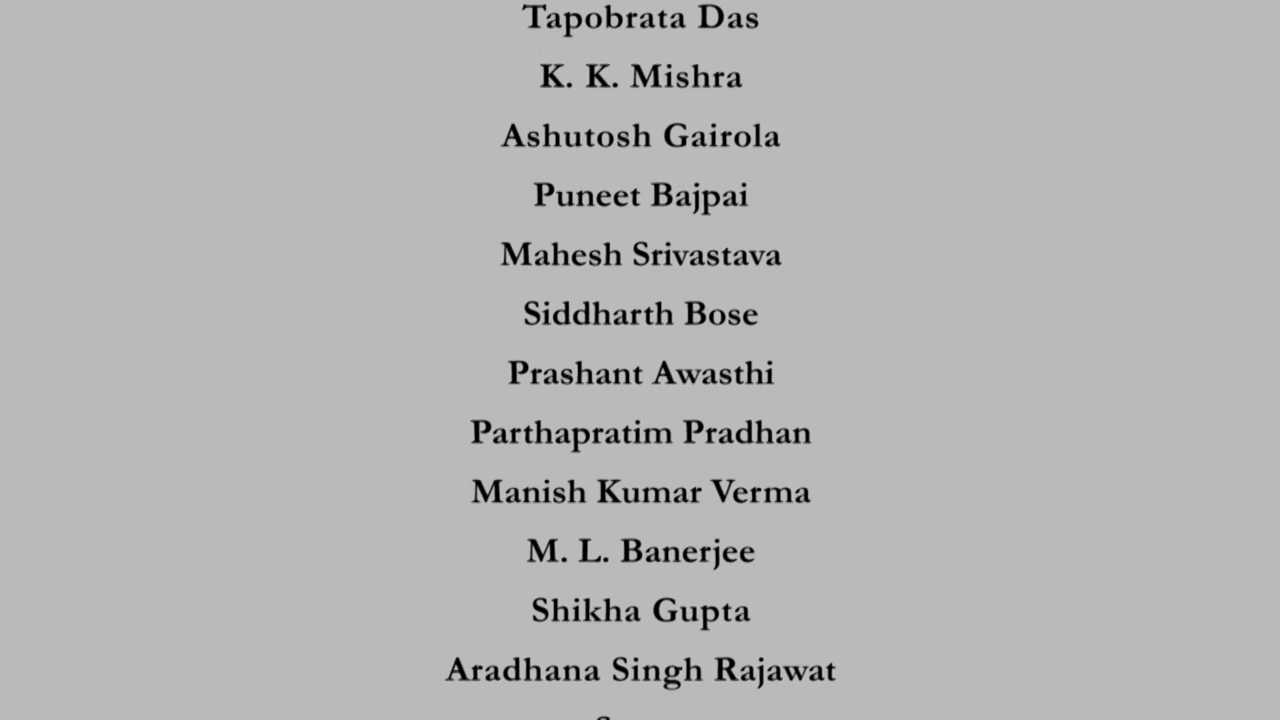 Tapobrata Das
K. K. Mishra
Ashutosh Gairola
Puneet Bajpai
Mahesh Srivastava
Siddharth Bose
Prashant Awasthi
Parthapratim Pradhan
Manish Kumar Verma
M. L. Banerjee
Shikha Gupta
Aradhana Singh Rajawat